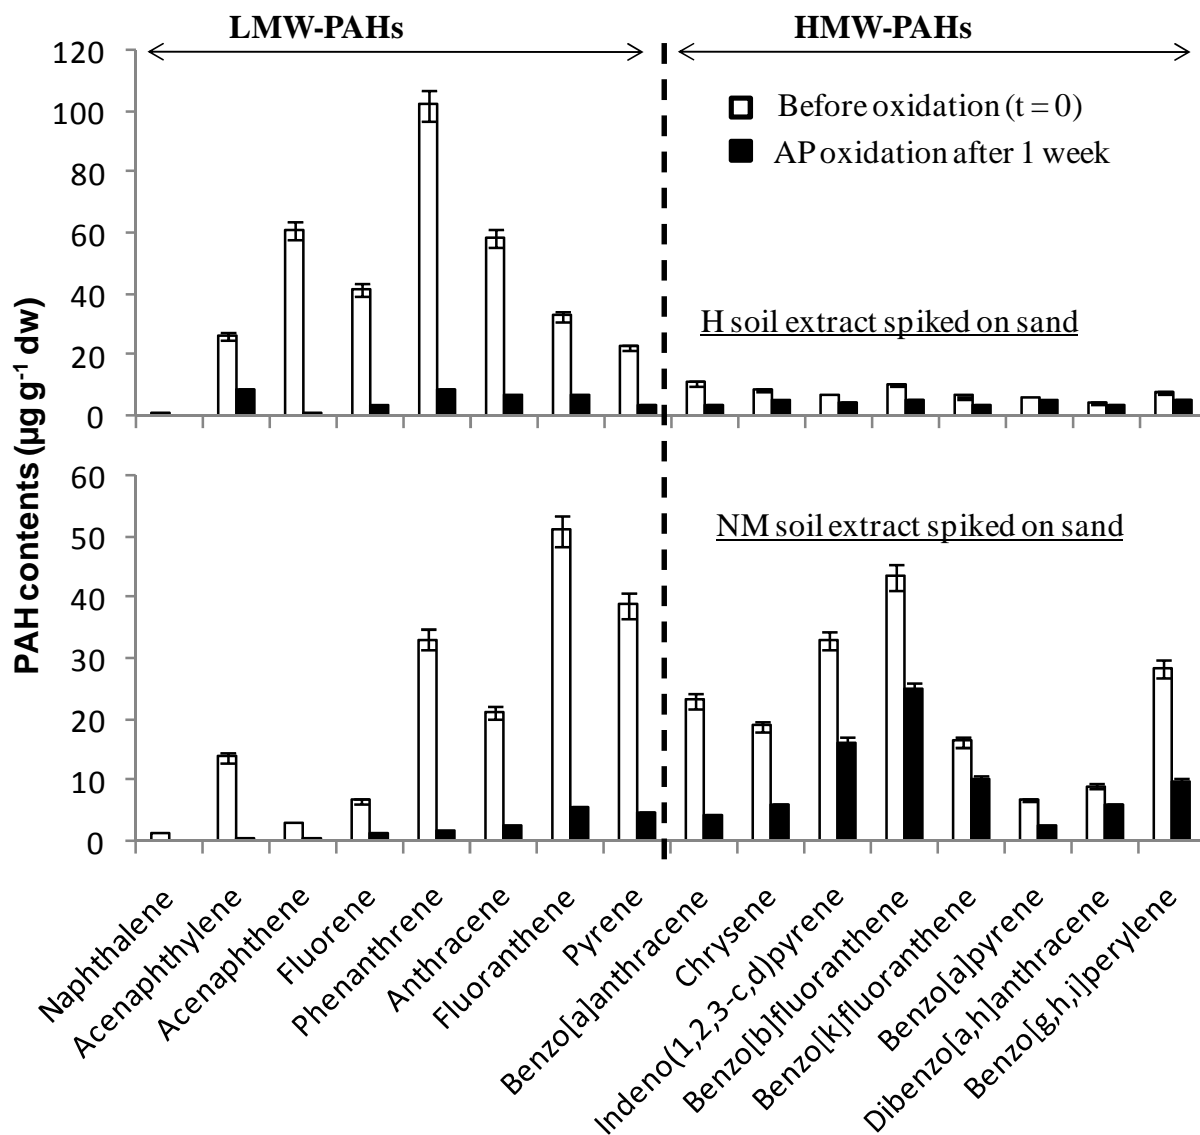 LMW-PAHs
HMW-PAHs
Before oxidation (t = 0)
AP oxidation after 1 week
PAH contents (µg g⁻¹ dw)
120
100
80
60
40
20
0
H soil extract spiked on sand
60
50
40
30
20
10
0
NM soil extract spiked on sand
Naphthalene
Acenaphthylene
Acenaphthene
Fluorene
Phenanthrene
Anthracene
Fluoranthene
Pyrene
Benzo[a]anthracene
Chrysene
Indeno(1,2,3-c,d)pyrene
Benzo[b]fluoranthene
Benzo[k]fluoranthene
Benzo[a]pyrene
Dibenzo[a,h]anthracene
Benzo[g,h,i]perylene